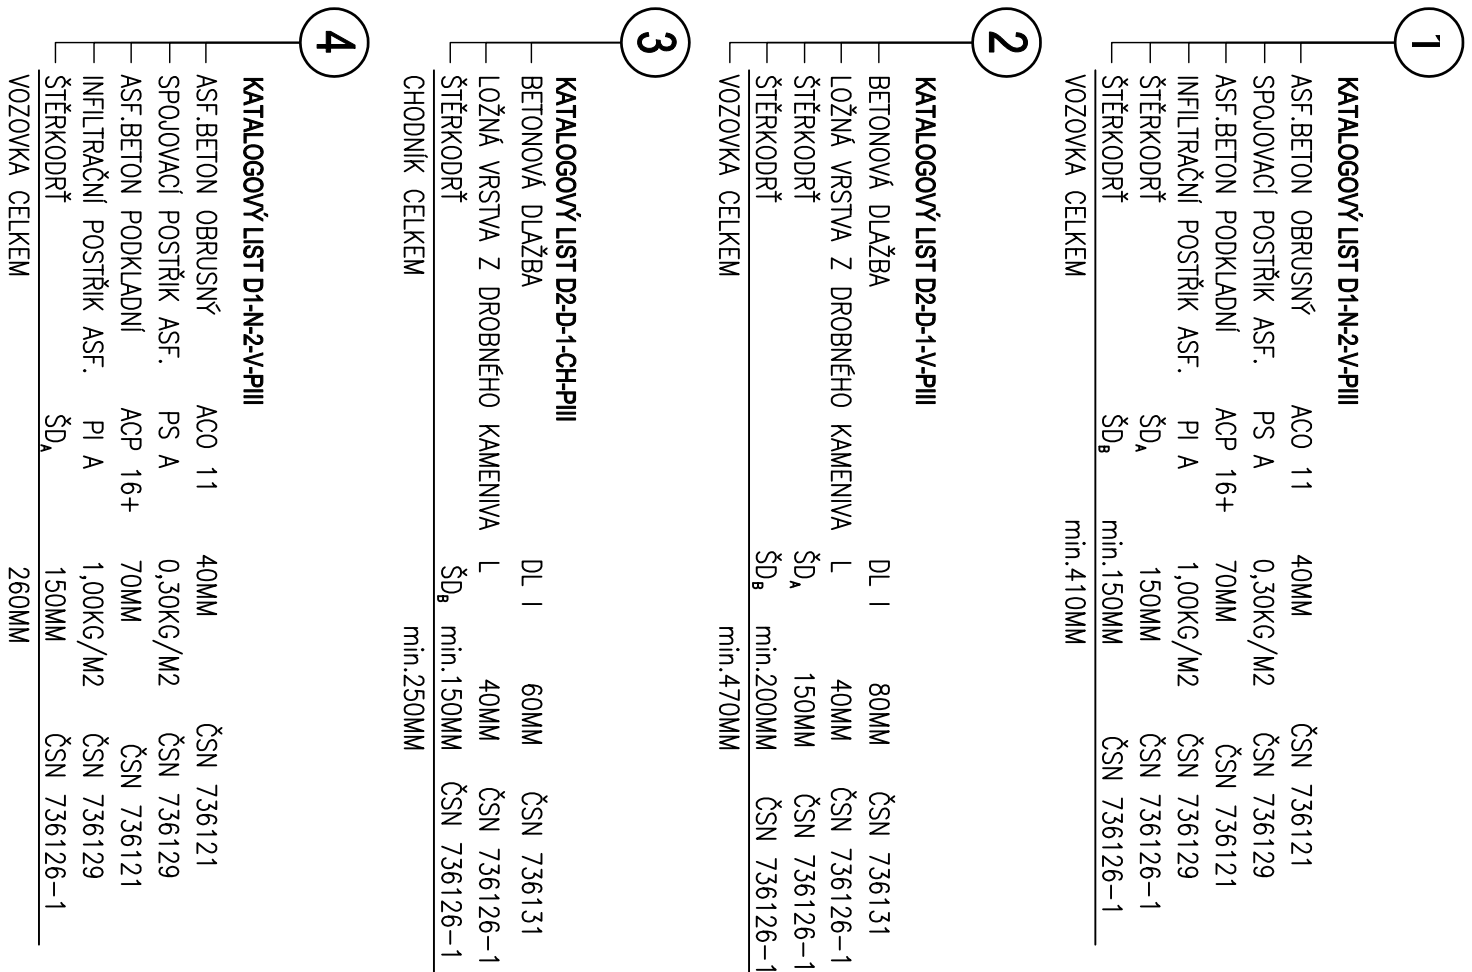 1
KATALOGOVÝ LIST D1-N-2-V-PIII
ASF.BETON OBRUSNÝ ACO 11 40MM ČSN 736121
SPOJOVACÍ POSTŘIK ASF. PS A 0,30KG/M2 ČSN 736129
ASF.BETON PODKLADNÍ ACP 16+ 70MM ČSN 736121
INFILTRAČNÍ POSTŘIK ASF. PI A 1,00KG/M2 ČSN 736129
ŠTĚRKODRŤ ŠDA 150MM ČSN 736126-1
ŠTĚRKODRŤ ŠDB min.150MM ČSN 736126-1
VOZOVKA CELKEM min.410MM
2
KATALOGOVÝ LIST D2-D-1-V-PIII
BETONOVÁ DLAŽBA DL I 80MM ČSN 736131
LOŽNÁ VRSTVA Z DROBNÉHO KAMENIVA L 40MM ČSN 736126-1
ŠTĚRKODRŤ ŠDA 150MM ČSN 736126-1
ŠTĚRKODRŤ ŠDB min.200MM ČSN 736126-1
VOZOVKA CELKEM min.470MM
3
KATALOGOVÝ LIST D2-D-1-CH-PIII
BETONOVÁ DLAŽBA DL I 60MM ČSN 736131
LOŽNÁ VRSTVA Z DROBNÉHO KAMENIVA L 40MM ČSN 736126-1
ŠTĚRKODRŤ ŠDB min.150MM ČSN 736126-1
CHODNÍK CELKEM min.250MM
4
KATALOGOVÝ LIST D1-N-2-V-PIII
ASF.BETON OBRUSNÝ ACO 11 40MM ČSN 736121
SPOJOVACÍ POSTŘIK ASF. PS A 0,30KG/M2 ČSN 736129
ASF.BETON PODKLADNÍ ACP 16+ 70MM ČSN 736121
INFILTRAČNÍ POSTŘIK ASF. PI A 1,00KG/M2 ČSN 736129
ŠTĚRKODRŤ ŠDA 150MM ČSN 736126-1
VOZOVKA CELKEM 260MM